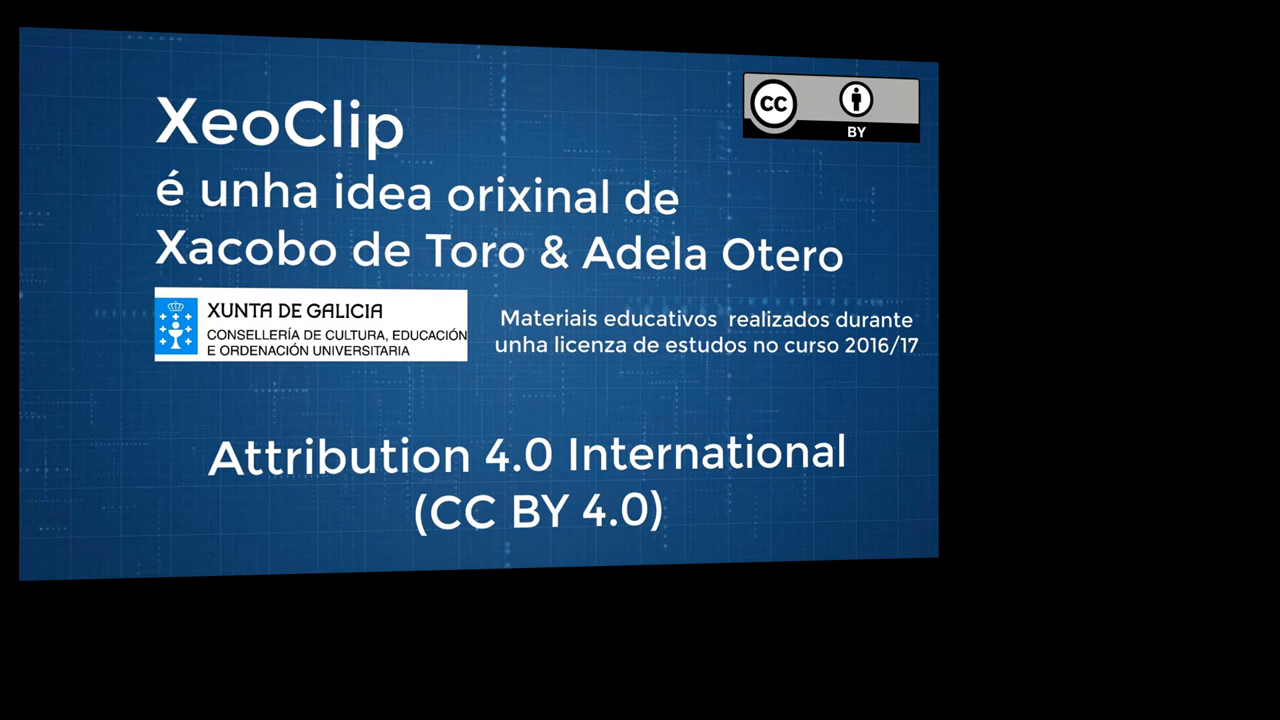 XeoClip
CC
BY
é unha idea orixinal de
Xacobo de Toro & Adela Otero
XUNTA DE GALICIA
CONSELLERÍA DE CULTURA, EDUCACIÓN
E ORDENACIÓN UNIVERSITARIA
Materiais educativos realizados durante
unha licenza de estudos no curso 2016/17
Attribution 4.0 International
(CC BY 4.0)